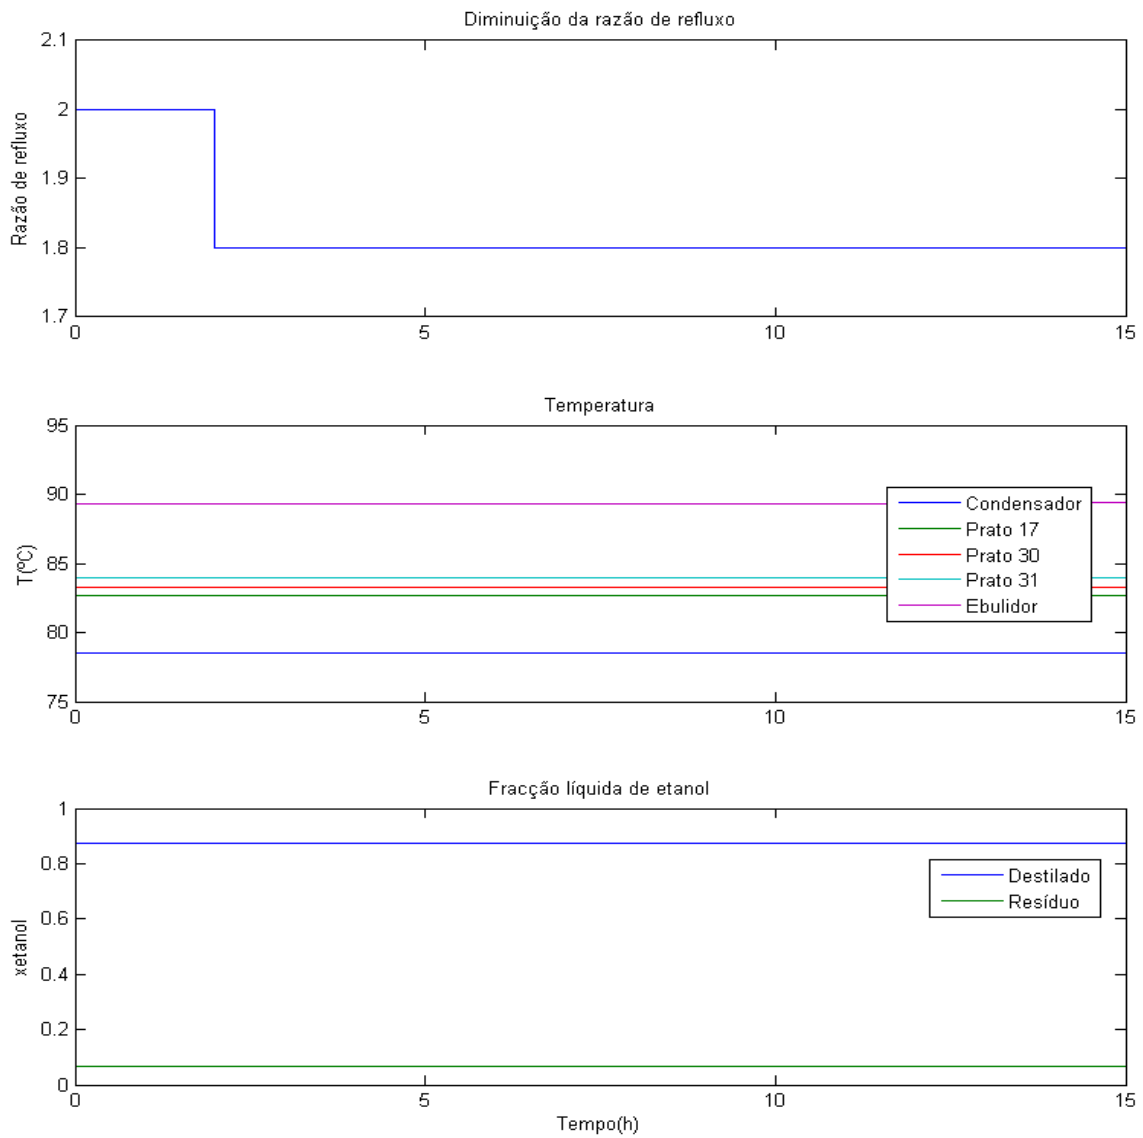 Diminuição da razão de refluxo
2.1
2
1.9
1.8
1.7
Razão de refluxo
0 5 10 15
Temperatura
95
90
85
80
75
T(ºC)
Condensador
Prato 17
Prato 30
Prato 31
Ebulidor
0 5 10 15
Fracção líquida de etanol
1
0.8
0.6
0.4
0.2
0
xetanol
Destilado
Resíduo
0 5 10 15
Tempo(h)